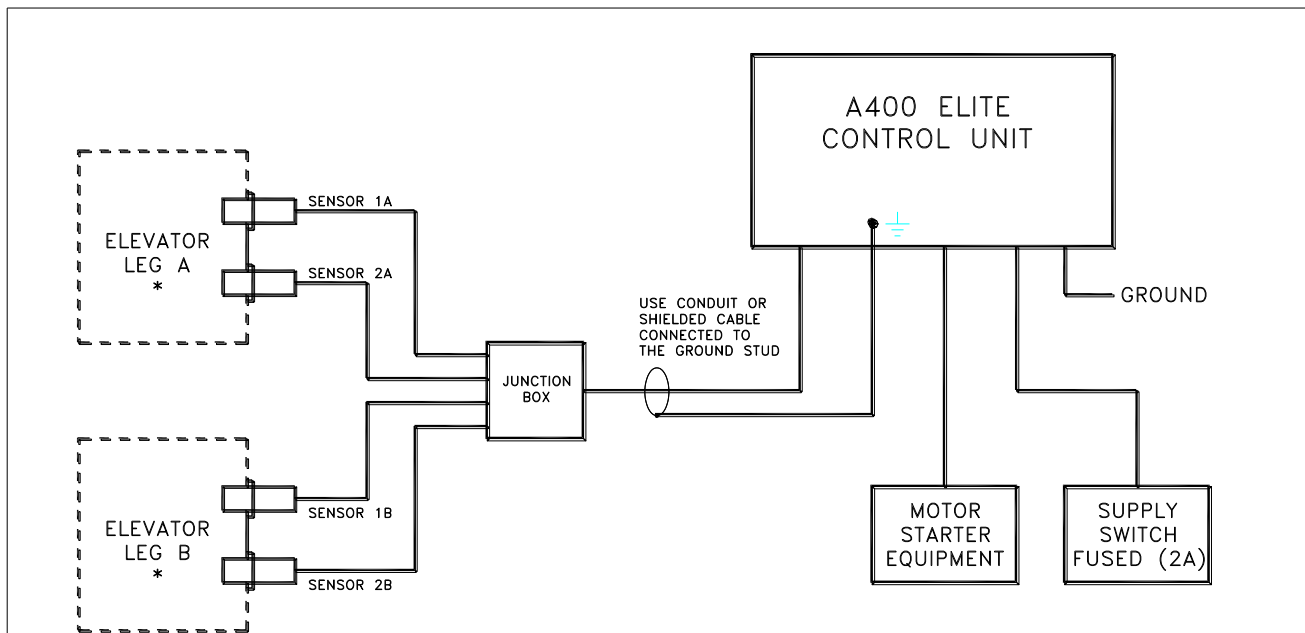 A400 ELITE
CONTROL UNIT
SENSOR 1A
ELEVATOR
LEG A
*
SENSOR 2A
GROUND
USE CONDUIT OR
SHIELDED CABLE
CONNECTED TO
THE GROUND STUD
JUNCTION
BOX
ELEVATOR
LEG B
*
SENSOR 1B
SENSOR 2B
MOTOR
STARTER
EQUIPMENT
SUPPLY
SWITCH
FUSED (2A)